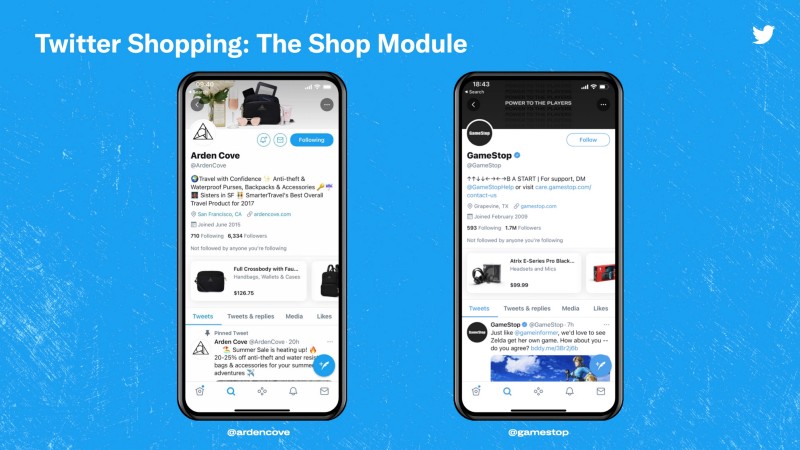 Twitter Shopping: The Shop Module
Search
Following
Arden Cove
@ArdenCove
🌍Travel with Confidence ✨ Anti-theft &
Waterproof Purses, Backpacks & Accessories 🔑☔
Sisters in SF 👯 SmarterTravel's Best Overall
Travel Product for 2017
San Francisco, CA ardencove.com
Joined June 2015
710 Following 6,334 Followers
Not followed by anyone you're following
Full Crossbody with Fau...
Handbags, Wallets & Cases
$126.75
Tweets Tweets & replies Media Likes
Pinned Tweet
Arden Cove @ArdenCove · 20h
Summer Sale is heating up! 🔥
20-25% off anti-theft and water resis
bags & accessories for your summer
adventures ✈️
@ardencove
18:43
Search
POWER TO THE PLAYERS
GameStop
Follow
GameStop
@GameStop
↑↑↓↓←→←→B A START | For support, DM
@GameStopHelp or visit care.gamestop.com/
contact-us
Grapevine, TX gamestop.com
Joined February 2009
593 Following 1.7M Followers
Not followed by anyone you're following
Atrix E-Series Pro Black...
Headsets and Mics
$99.99
Tweets Tweets & replies Media Likes
GameStop @GameStop · 7h
Just like @gameinformer, we'd love to see
Zelda get her own game. How about you --
do you agree?
@gamestop